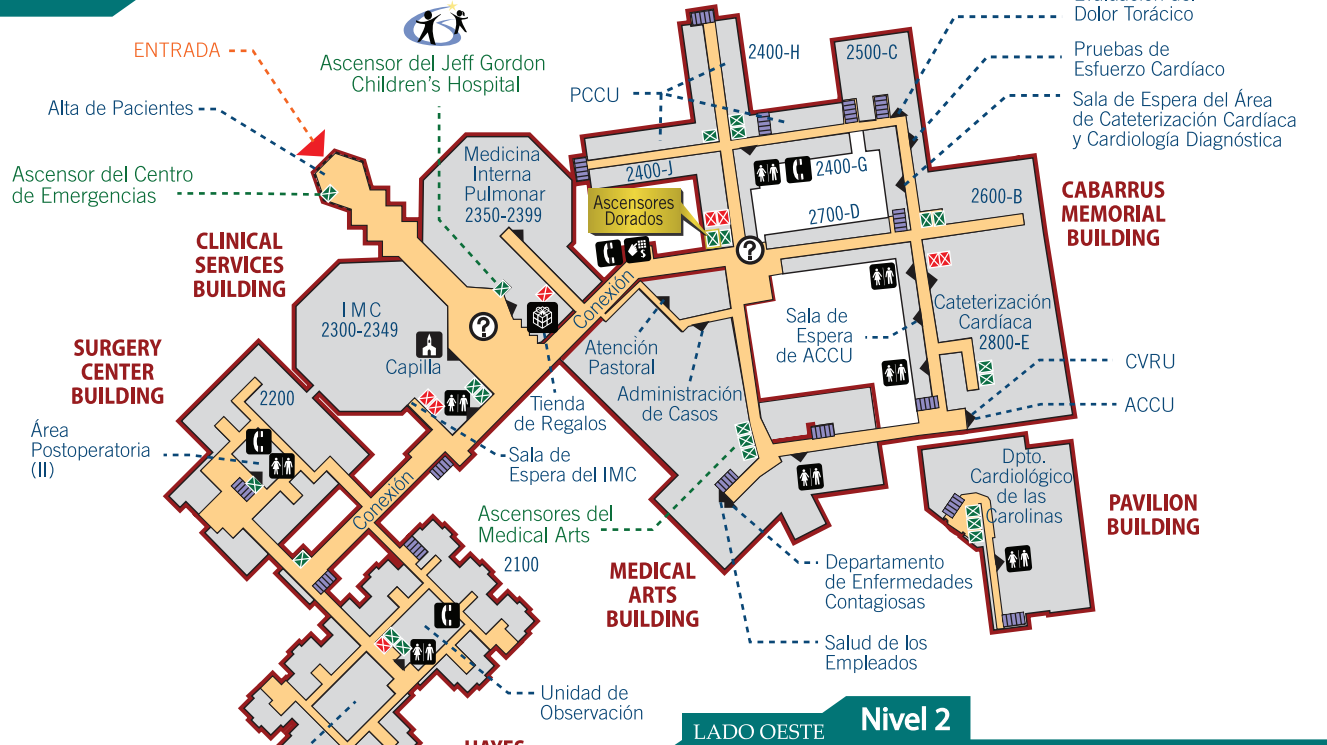 Dolor Torácico
ENTRADA
Ascensor del Jeff Gordon
Children's Hospital
2400-H
2500-C
Pruebas de
Esfuerzo Cardíaco
Alta de Pacientes
PCCU
Sala de Espera del Área
de Cateterización Cardíaca
y Cardiología Diagnóstica
Ascensor del Centro
de Emergencias
Medicina
Interna
Pulmonar
2350-2399
2400-J
2400-G
Ascensores
Dorados
2700-D
2600-B
CABARRUS
MEMORIAL
BUILDING
CLINICAL
SERVICES
BUILDING
?
$
Conexión
I M C
2300-2349
?
Capilla
Sala de
Espera
de ACCU
Cateterización
Cardíaca
2800-E
SURGERY
CENTER
BUILDING
Atención
Pastoral
Administración
de Casos
CVRU
ACCU
2200
Tienda
de Regalos
Área
Postoperatoria
(II)
Sala de
Espera del IMC
Conexión
Dpto.
Cardiológico
de las
Carolinas
PAVILION
BUILDING
Ascensores del
Medical Arts
2100
MEDICAL
ARTS
BUILDING
Departamento
de Enfermedades
Contagiosas
Salud de los
Empleados
Unidad de
Observación
LADO OESTE
Nivel 2